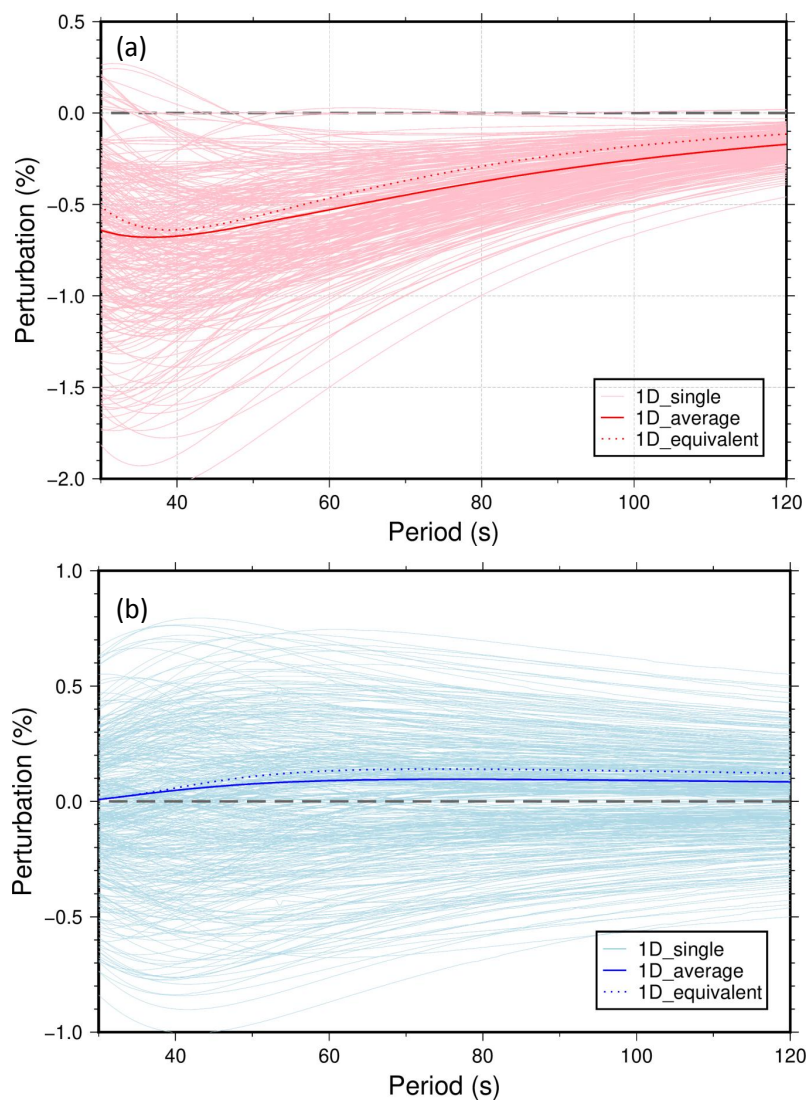 (a)
0.5
0.0
−0.5
−1.0
−1.5
−2.0
Perturbation (%)
1D_single
1D_average
1D_equivalent
40 60 80 100 120
Period (s)
(b)
1.0
0.5
0.0
−0.5
−1.0
Perturbation (%)
1D_single
1D_average
1D_equivalent
40 60 80 100 120
Period (s)